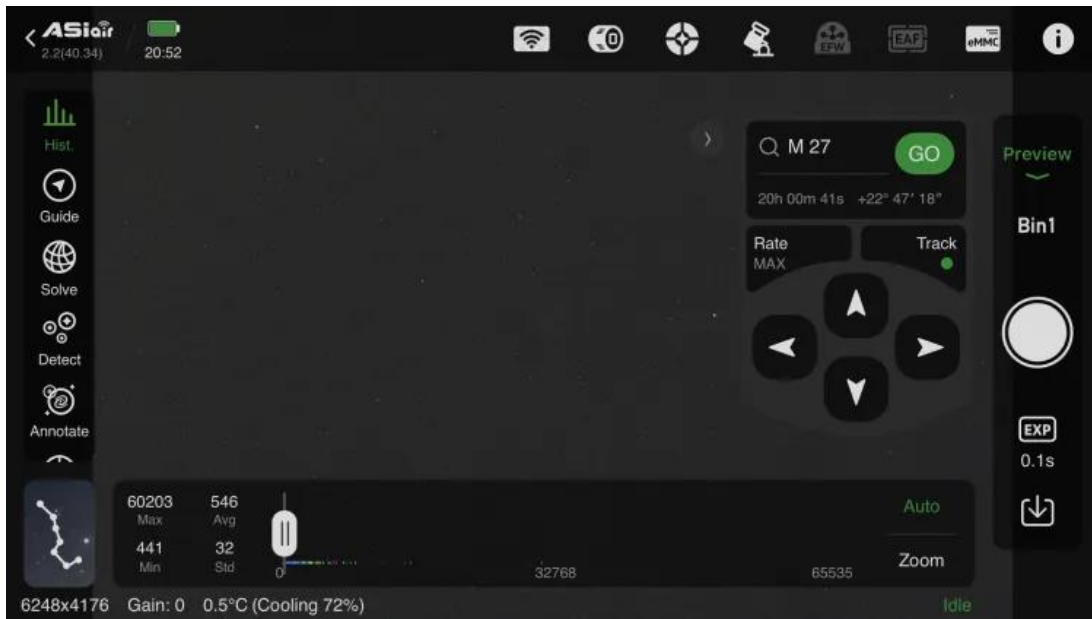 ASIair
2.2(40.34)
20:52
EFW
EAF
eMMC
Hist.
Guide
Solve
Detect
Annotate
M 27
GO
20h 00m 41s +22° 47' 18"
Rate
MAX
Track
Preview
Bin1
EXP
0.1s
60203 546
Max Avg
441 32
Min Std
0 32768 65535
Auto
Zoom
6248x4176 Gain: 0 0.5°C (Cooling 72%)
Idle